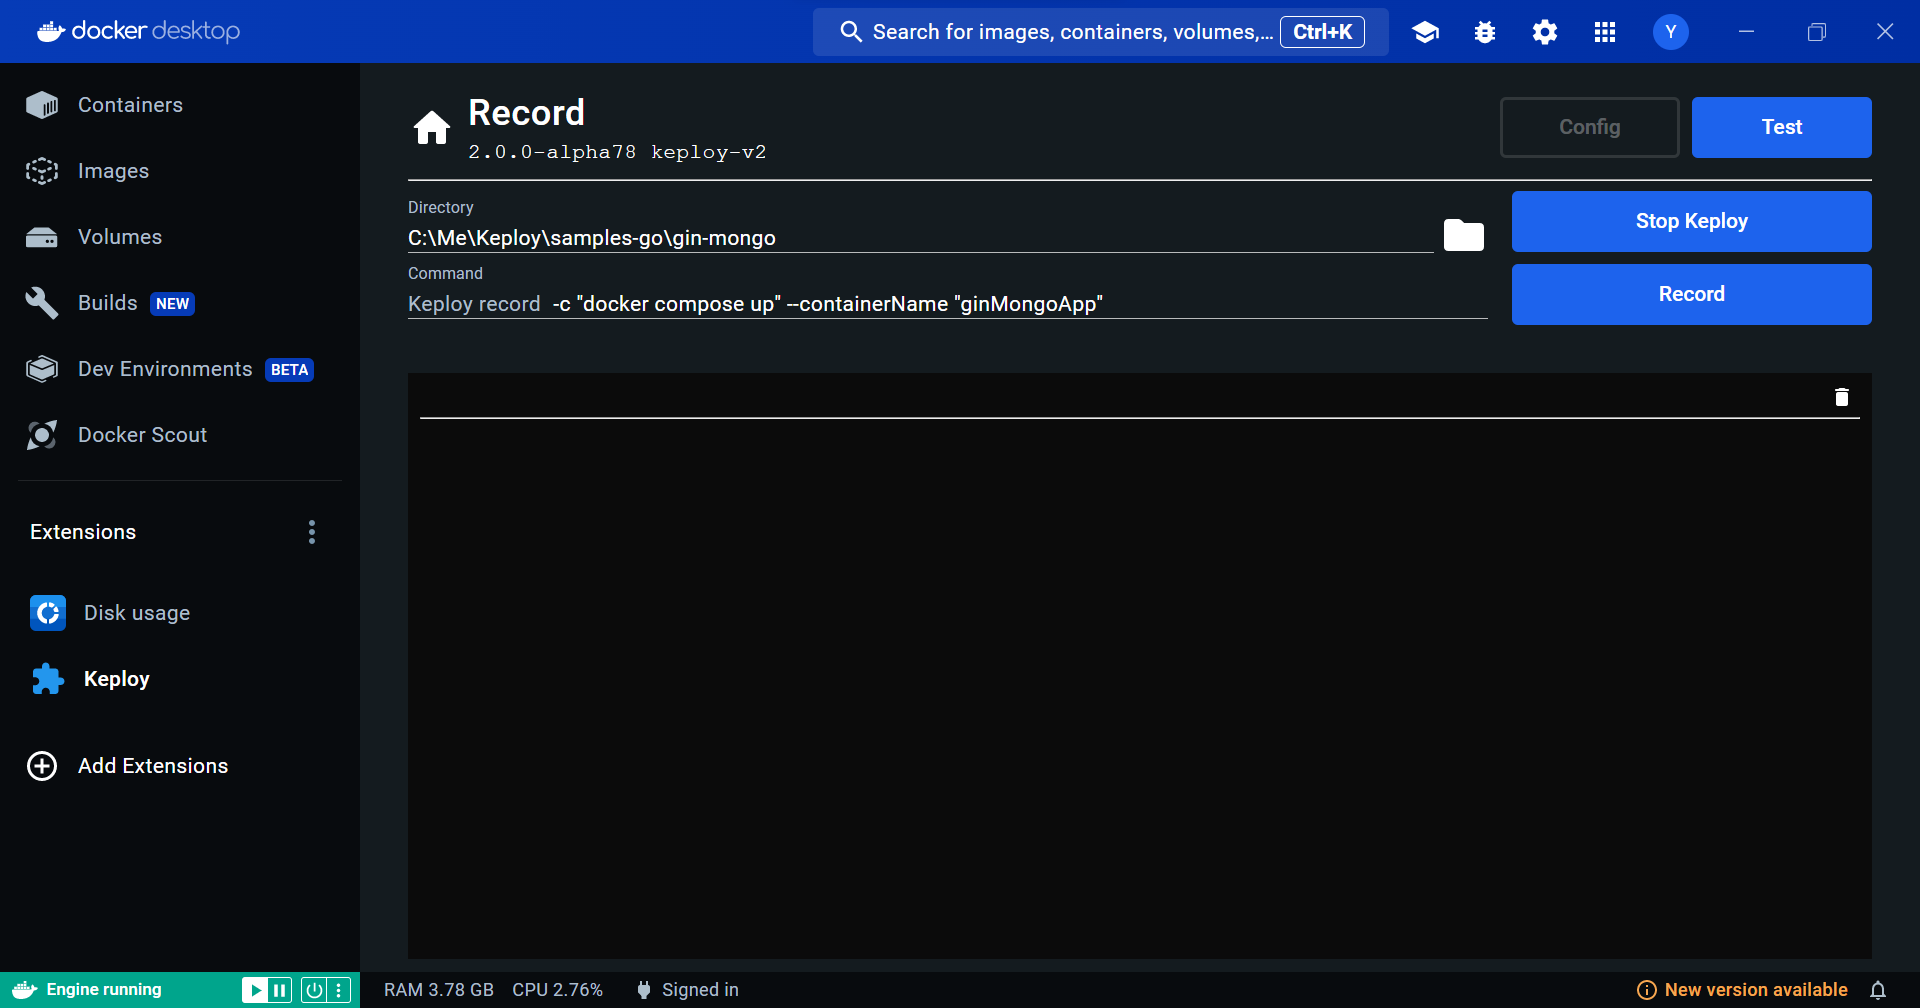 docker desktop
Search for images, containers, volumes,... Ctrl+K
Y
Containers
Images
Volumes
Builds NEW
Dev Environments BETA
Docker Scout
Extensions
Disk usage
Keploy
Add Extensions
Record
2.0.0-alpha78 keploy-v2
Config
Test
Directory
C:\Me\Keploy\samples-go\gin-mongo
Stop Keploy
Command
Keploy record -c "docker compose up" --containerName "ginMongoApp"
Record
Engine running
RAM 3.78 GB CPU 2.76% Signed in
New version available